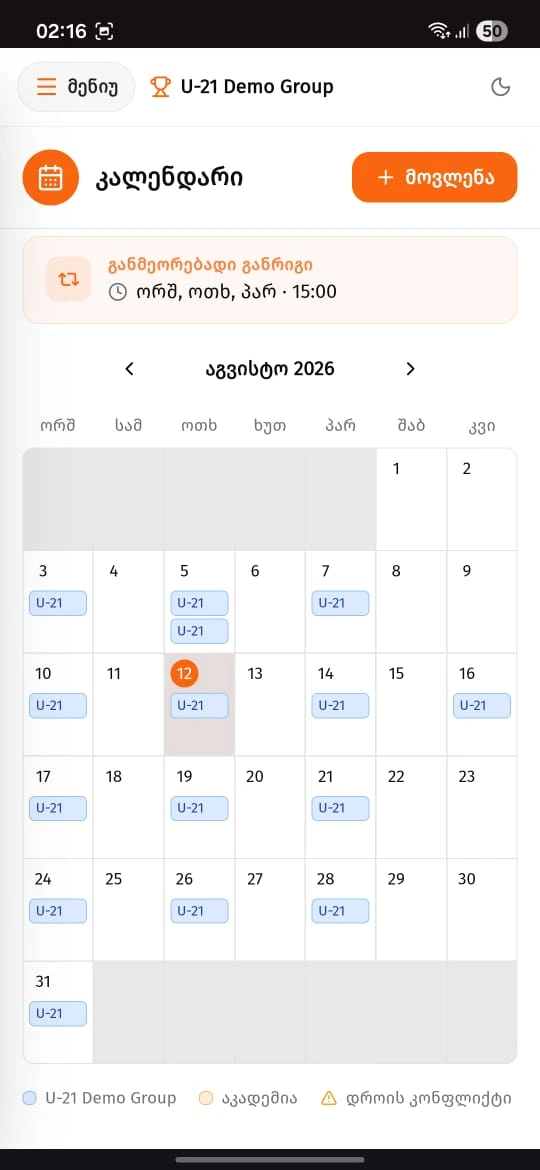 02:16 50
მენიუ U-21 Demo Group
კალენდარი + მოვლენა
განმეორებადი განრიგი
ორშ, ოთხ, პარ · 15:00
აგვისტო 2026
ორშ სამ ოთხ ხუთ პარ შაბ კვი
1 2
3 4 5 6 7 8 9
U-21 U-21 U-21
U-21
10 11 12 13 14 15 16
U-21 U-21 U-21 U-21
17 18 19 20 21 22 23
U-21 U-21 U-21
24 25 26 27 28 29 30
U-21 U-21 U-21
31
U-21
U-21 Demo Group აკადემია დროის კონფლიქტი